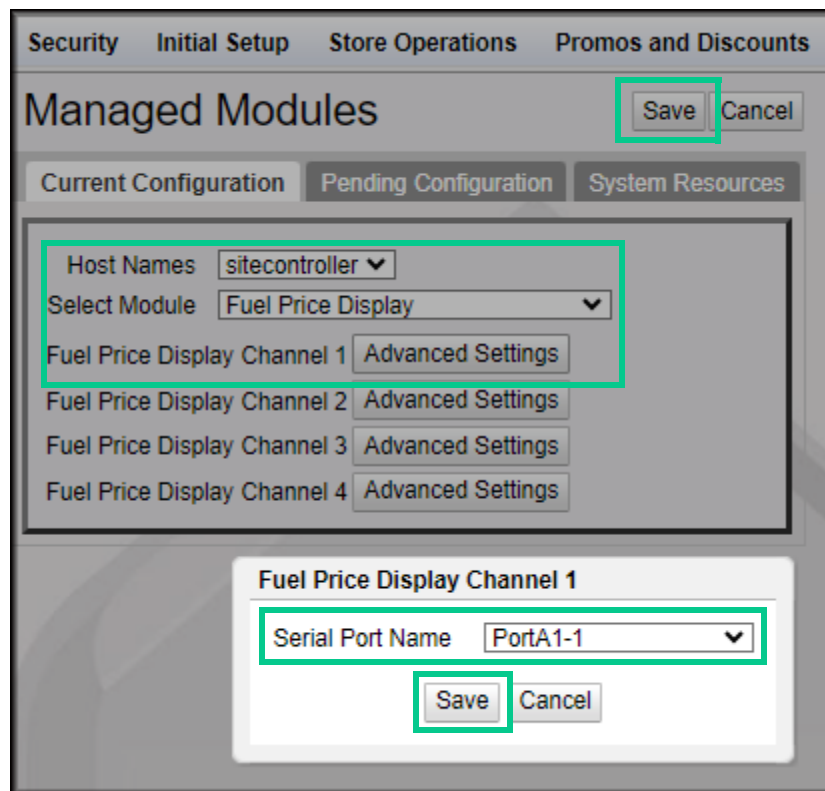 Security Initial Setup Store Operations Promos and Discounts
Managed Modules Save Cancel
Current Configuration Pending Configuration System Resources
Host Names sitecontroller
Select Module Fuel Price Display
Fuel Price Display Channel 1 Advanced Settings
Fuel Price Display Channel 2 Advanced Settings
Fuel Price Display Channel 3 Advanced Settings
Fuel Price Display Channel 4 Advanced Settings
Fuel Price Display Channel 1
Serial Port Name PortA1-1
Save Cancel